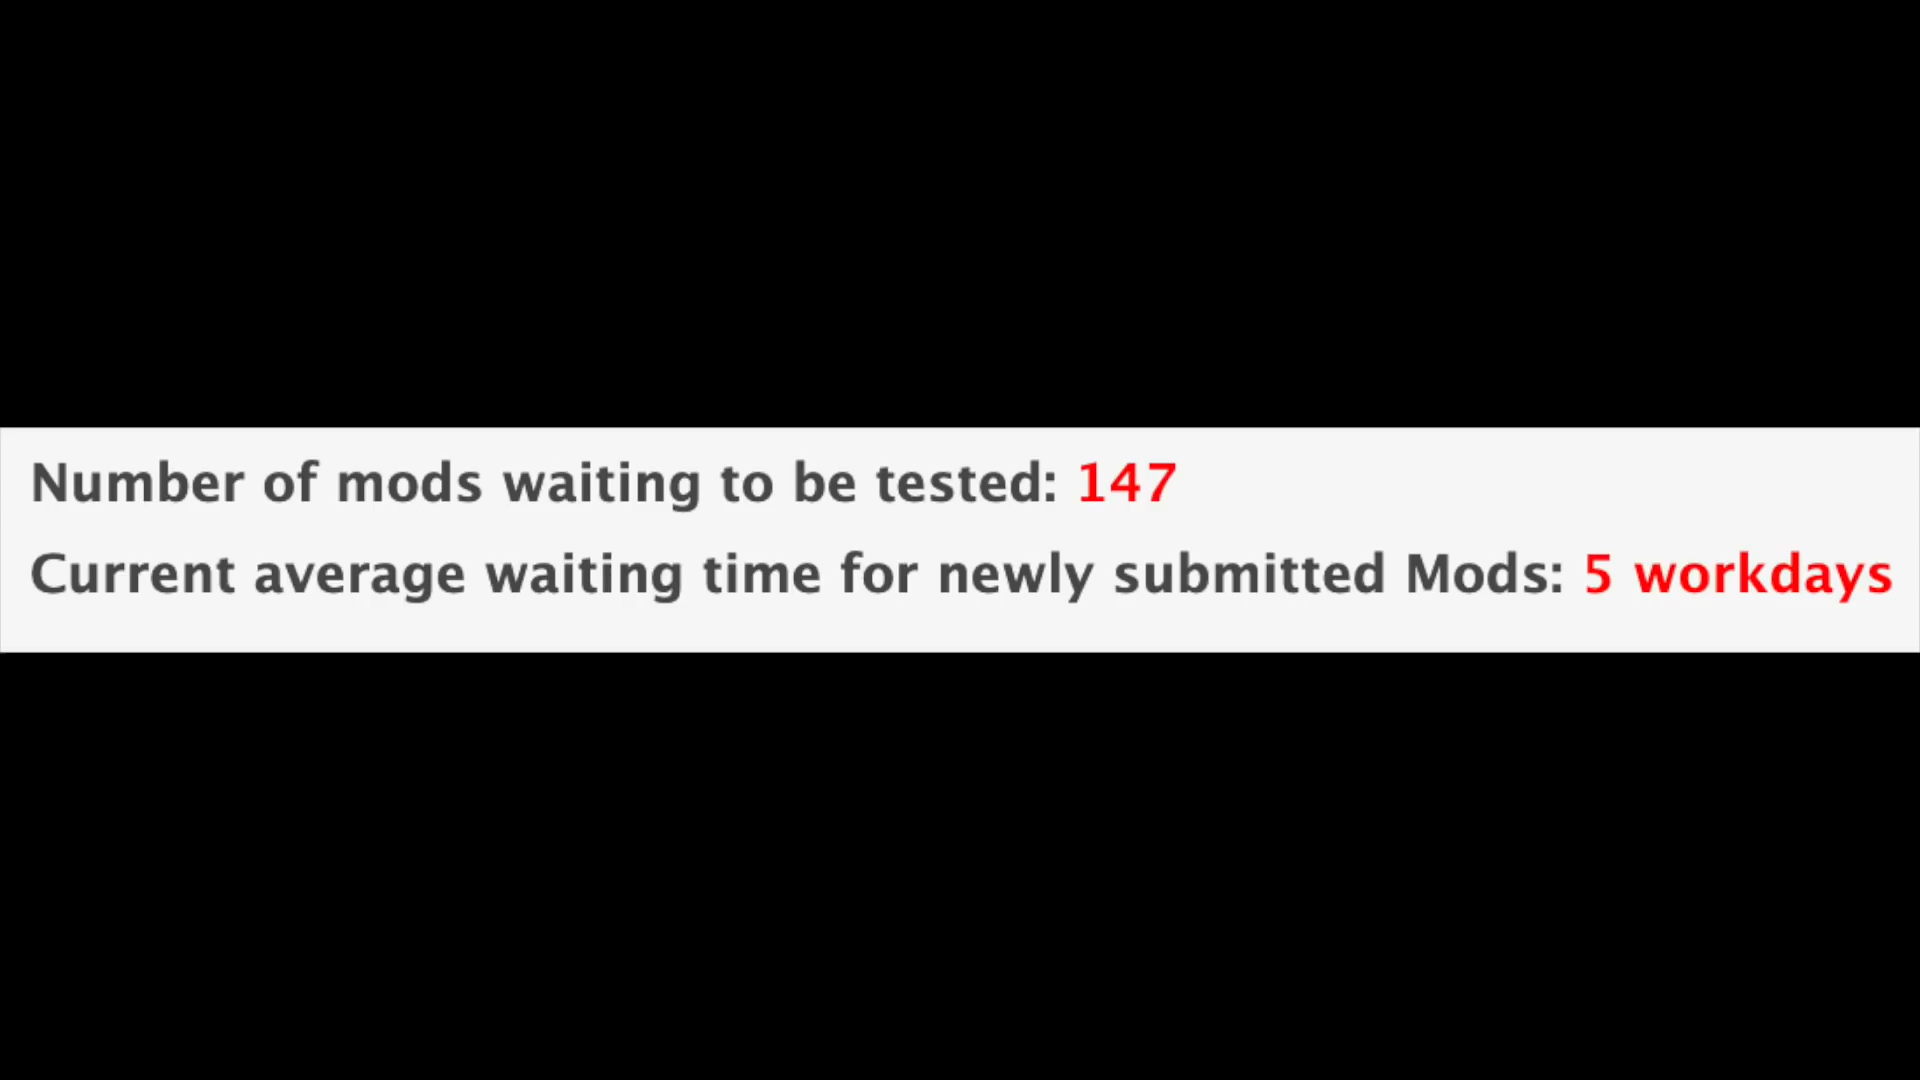 Number of mods waiting to be tested: 147
Current average waiting time for newly submitted Mods: 5 workdays